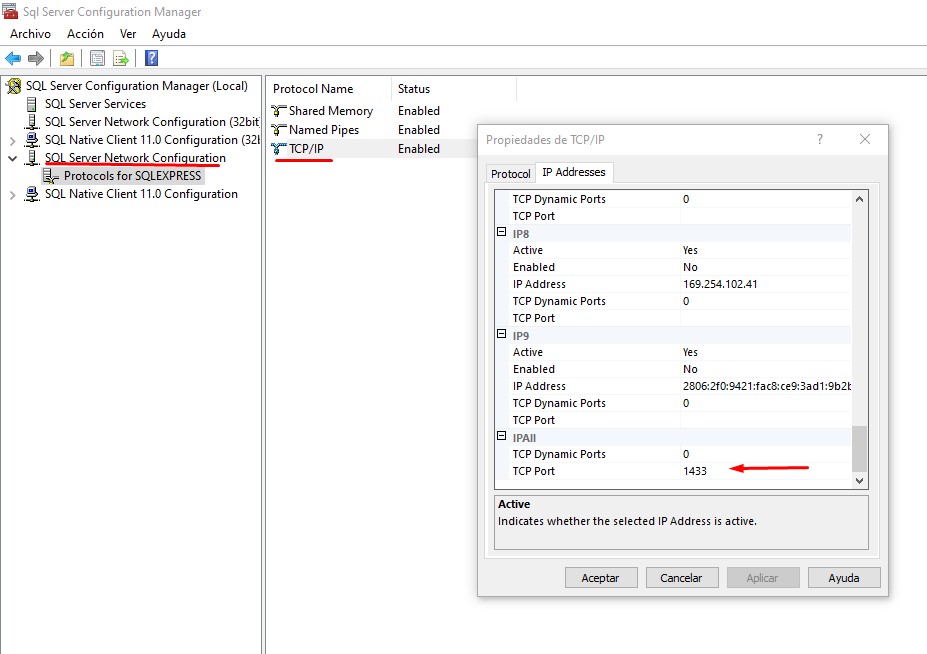 Sql Server Configuration Manager
Archivo Acción Ver Ayuda
SQL Server Configuration Manager (Local)
SQL Server Services
SQL Server Network Configuration (32bit
SQL Native Client 11.0 Configuration (32b
SQL Server Network Configuration
Protocols for SQLEXPRESS
SQL Native Client 11.0 Configuration
Protocol Name Status
Shared Memory Enabled
Named Pipes Enabled
TCP/IP Enabled
Propiedades de TCP/IP
Protocol IP Addresses
TCP Dynamic Ports 0
TCP Port
IP8
Active Yes
Enabled No
IP Address 169.254.102.41
TCP Dynamic Ports 0
TCP Port
IP9
Active Yes
Enabled No
IP Address 2806:2f0:9421:fac8:ce9:3ad1:9b2b
TCP Dynamic Ports 0
TCP Port
IPAll
TCP Dynamic Ports 0
TCP Port 1433
Active
Indicates whether the selected IP Address is active.
Aceptar Cancelar Aplicar Ayuda